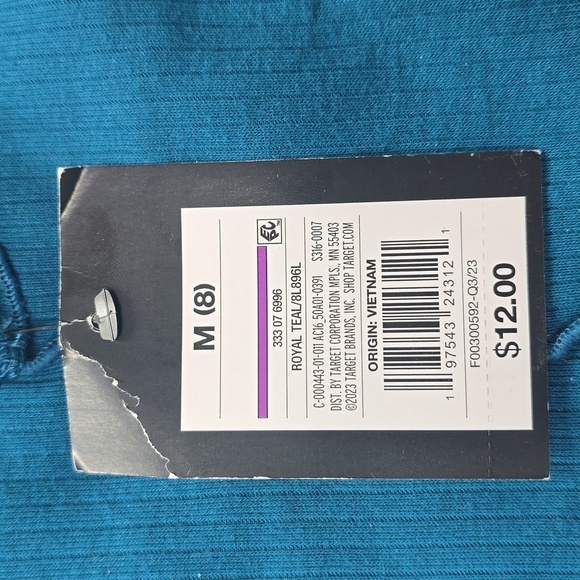 M (8)
333 07 6996
ROYAL TEAL/8L896L
C-000443-01-011 AC16_50A01-0391 S316-0007
DIST. BY TARGET CORPORATION MPLS., MN 55403
©2023 TARGET BRANDS, INC. SHOP TARGET.COM
ORIGIN: VIETNAM
1 97543 24312 1
F00300592-Q3/23
$12.00